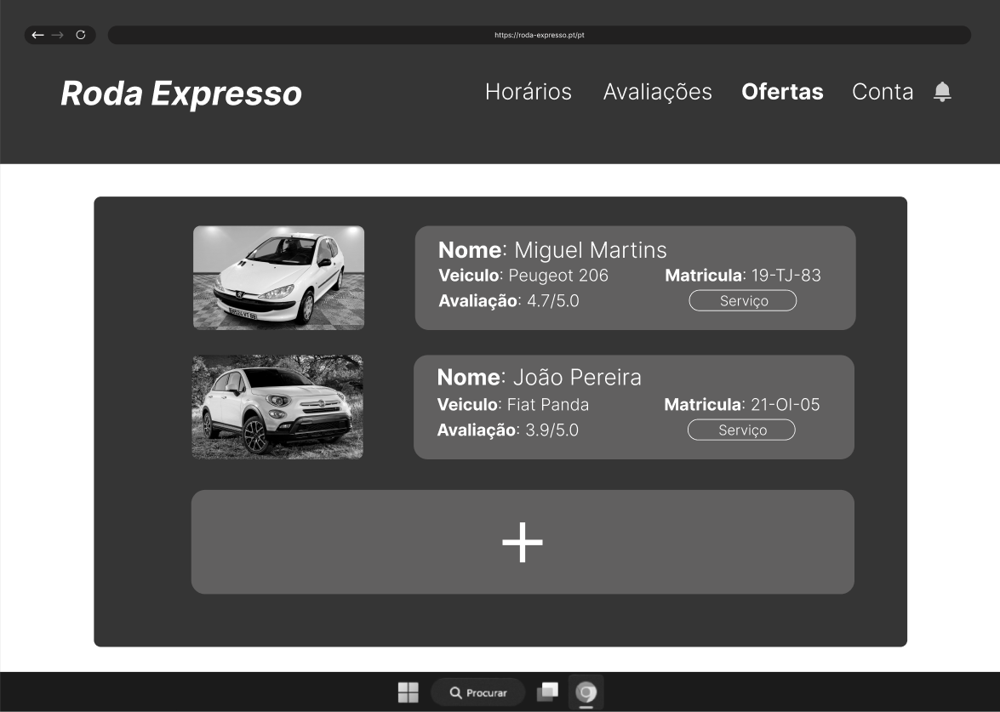 https://roda-expresso.pt/pt
Roda Expresso
Horários Avaliações Ofertas Conta
Nome: Miguel Martins
Veiculo: Peugeot 206 Matricula: 19-TJ-83
Avaliação: 4.7/5.0 Serviço
Nome: João Pereira
Veiculo: Fiat Panda Matricula: 21-OI-05
Avaliação: 3.9/5.0 Serviço
Procurar